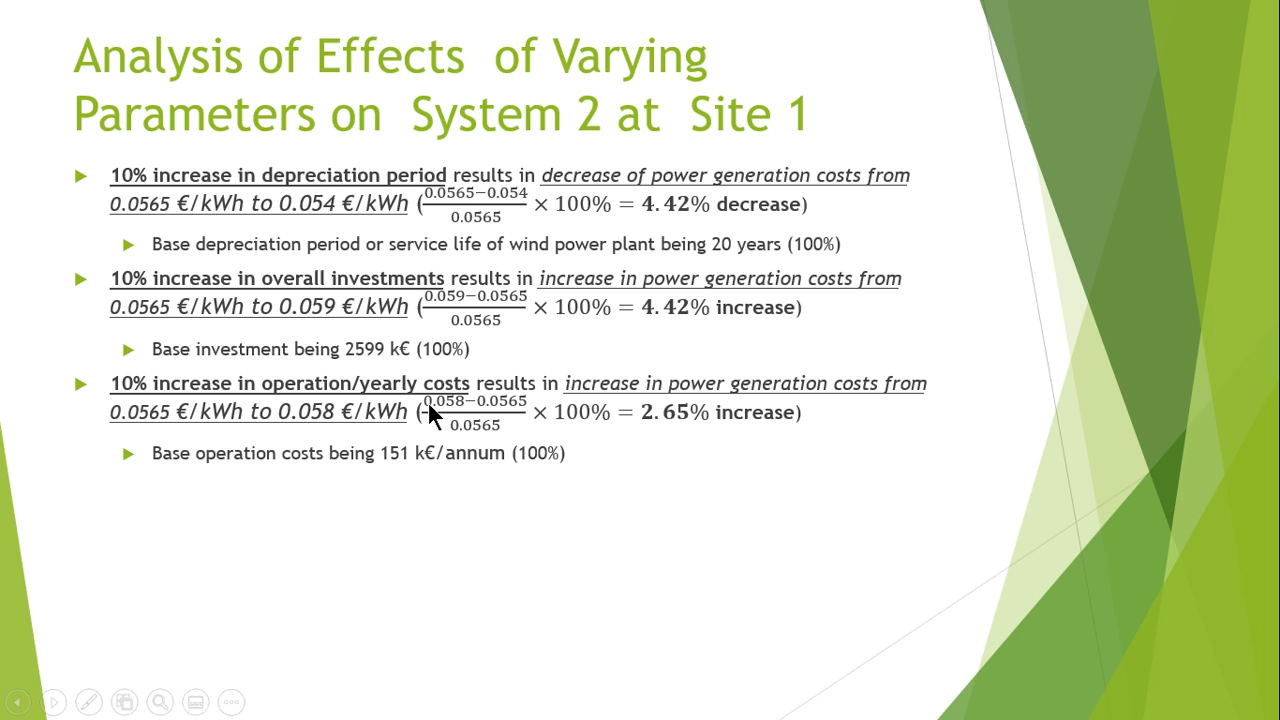 Analysis of Effects of Varying
Parameters on System 2 at Site 1
10% increase in depreciation period results in decrease of power generation costs from
0.0565 €/kWh to 0.054 €/kWh (\frac{0.0565−0.054}{0.0565} × 100% = 4.42% decrease)
Base depreciation period or service life of wind power plant being 20 years (100%)
10% increase in overall investments results in increase in power generation costs from
0.0565 €/kWh to 0.059 €/kWh (\frac{0.059−0.0565}{0.0565} × 100% = 4.42% increase)
Base investment being 2599 k€ (100%)
10% increase in operation/yearly costs results in increase in power generation costs from
0.0565 €/kWh to 0.058 €/kWh (\frac{0.058−0.0565}{0.0565} × 100% = 2.65% increase)
Base operation costs being 151 k€/annum (100%)